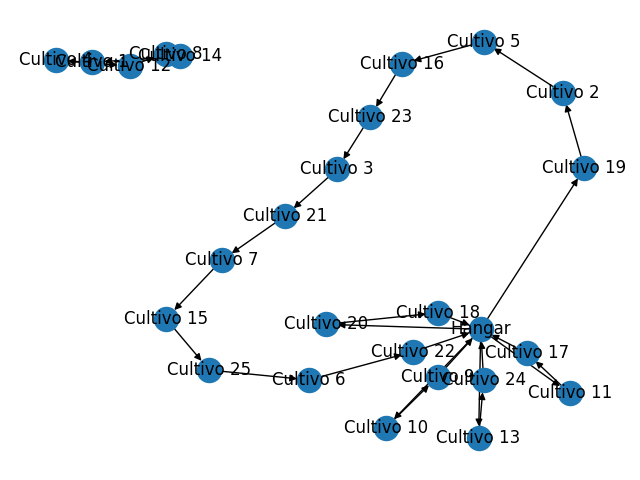 Cultivo 5
Cultivo 8
Cultivo 14
Cultivo 4
Cultivo 1
Cultivo 12
Cultivo 16
Cultivo 2
Cultivo 23
Cultivo 3
Cultivo 19
Cultivo 21
Cultivo 7
Cultivo 15
Cultivo 18
Cultivo 20
Hangar
Cultivo 22
Cultivo 17
Cultivo 25
Cultivo 6
Cultivo 9
Cultivo 24
Cultivo 11
Cultivo 10
Cultivo 13